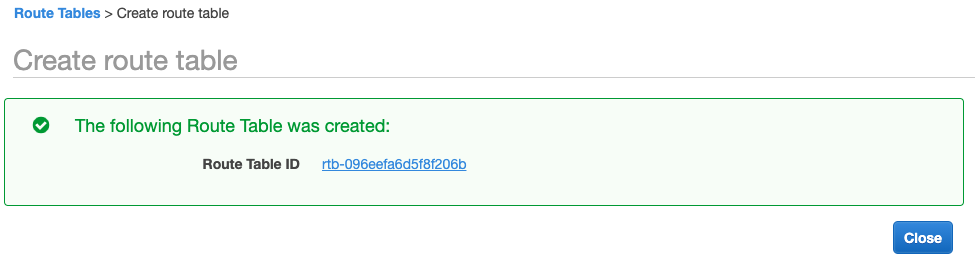 Route Tables > Create route table
Create route table
The following Route Table was created:
Route Table ID rtb-096eefa6d5f8f206b
Close